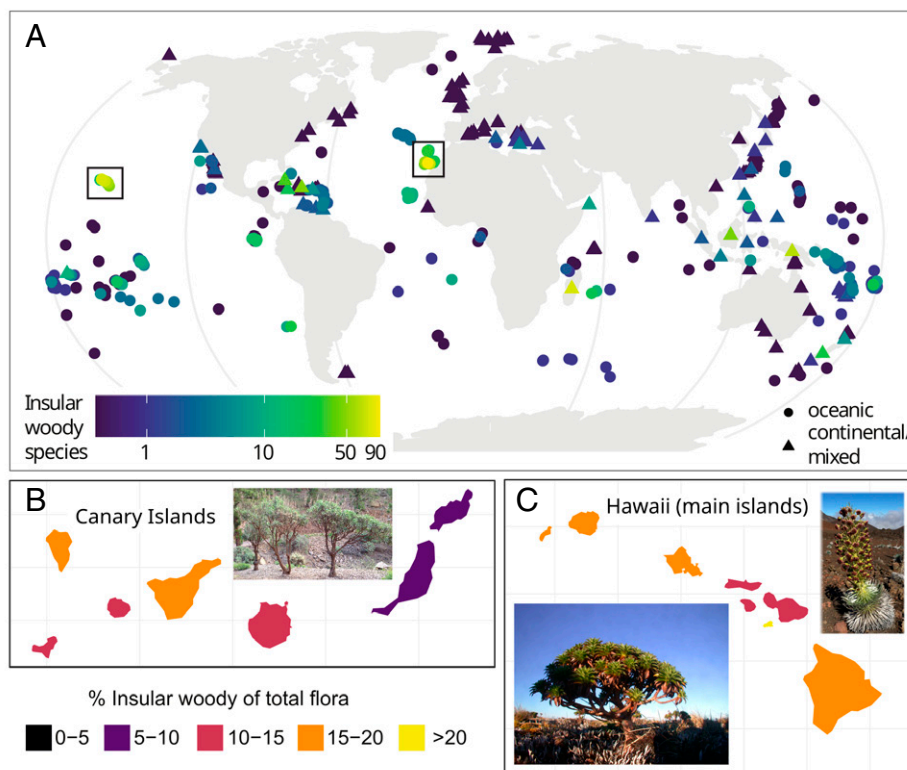 A
Insular
woody
species
1
10
50
90
oceanic
continental/
mixed
B
Canary Islands
C
Hawaii (main islands)
% Insular woody of total flora
0–5
5–10
10–15
15–20
>20